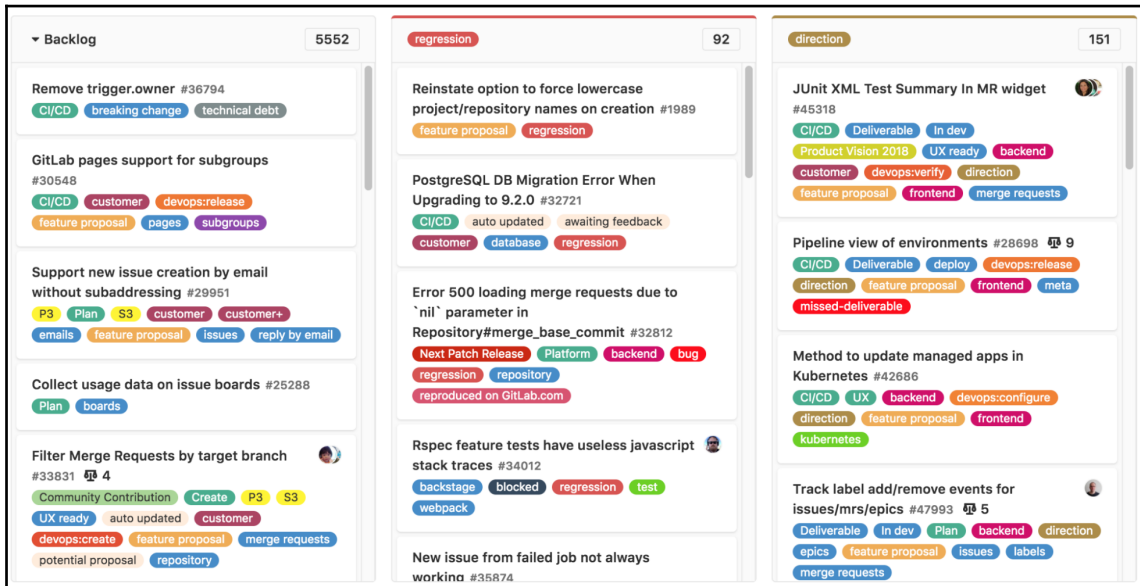 Backlog 5552
Remove trigger.owner #36794
CI/CD breaking change technical debt
GitLab pages support for subgroups
#30548
CI/CD customer devops:release
feature proposal pages subgroups
Support new issue creation by email
without subaddressing #29951
P3 Plan S3 customer customer+
emails feature proposal issues reply by email
Collect usage data on issue boards #25288
Plan boards
Filter Merge Requests by target branch
#33831 4
Community Contribution Create P3 S3
UX ready auto updated customer
devops:create feature proposal merge requests
potential proposal repository
regression 92
Reinstate option to force lowercase
project/repository names on creation #1989
feature proposal regression
PostgreSQL DB Migration Error When
Upgrading to 9.2.0 #32721
CI/CD auto updated awaiting feedback
customer database regression
Error 500 loading merge requests due to
`nil` parameter in
Repository#merge_base_commit #32812
Next Patch Release Platform backend bug
regression repository
reproduced on GitLab.com
Rspec feature tests have useless javascript
stack traces #34012
backstage blocked regression test
webpack
New issue from failed job not always
working #35874
direction 151
JUnit XML Test Summary In MR widget
#45318
CI/CD Deliverable In dev
Product Vision 2018 UX ready backend
customer devops:verify direction
feature proposal frontend merge requests
Pipeline view of environments #28698 9
CI/CD Deliverable deploy devops:release
direction feature proposal frontend meta
missed-deliverable
Method to update managed apps in
Kubernetes #42686
CI/CD UX backend devops:configure
direction feature proposal frontend
kubernetes
Track label add/remove events for
issues/mrs/epics #47993 5
Deliverable In dev Plan backend direction
epics feature proposal issues labels
merge requests